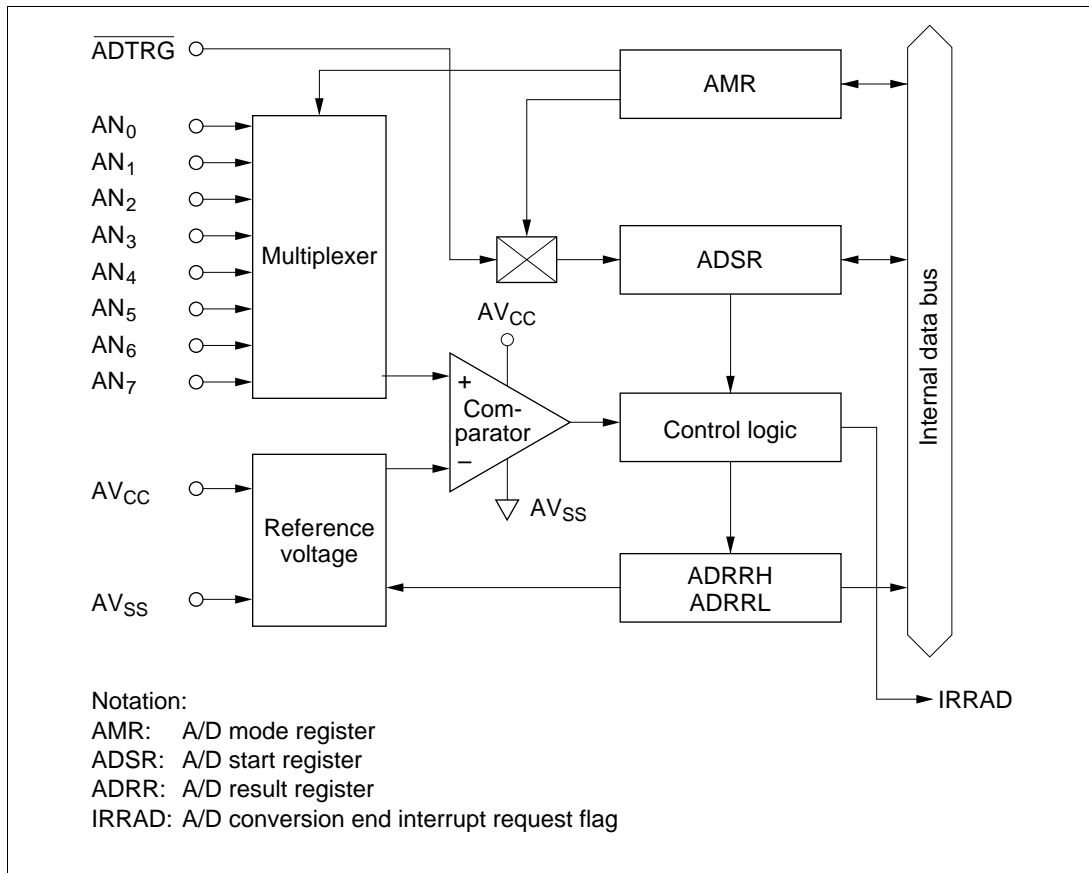 ADTRG
AMR
AN0
AN1
AN2
AN3
AN4
AN5
AN6
AN7
Multiplexer
ADSR
AVCC
+
Com-
parator
−
AVSS
Control logic
Internal data bus
AVCC
AVSS
Reference
voltage
ADRRH
ADRRL
IRRAD
Notation:
AMR: A/D mode register
ADSR: A/D start register
ADRR: A/D result register
IRRAD: A/D conversion end interrupt request flag